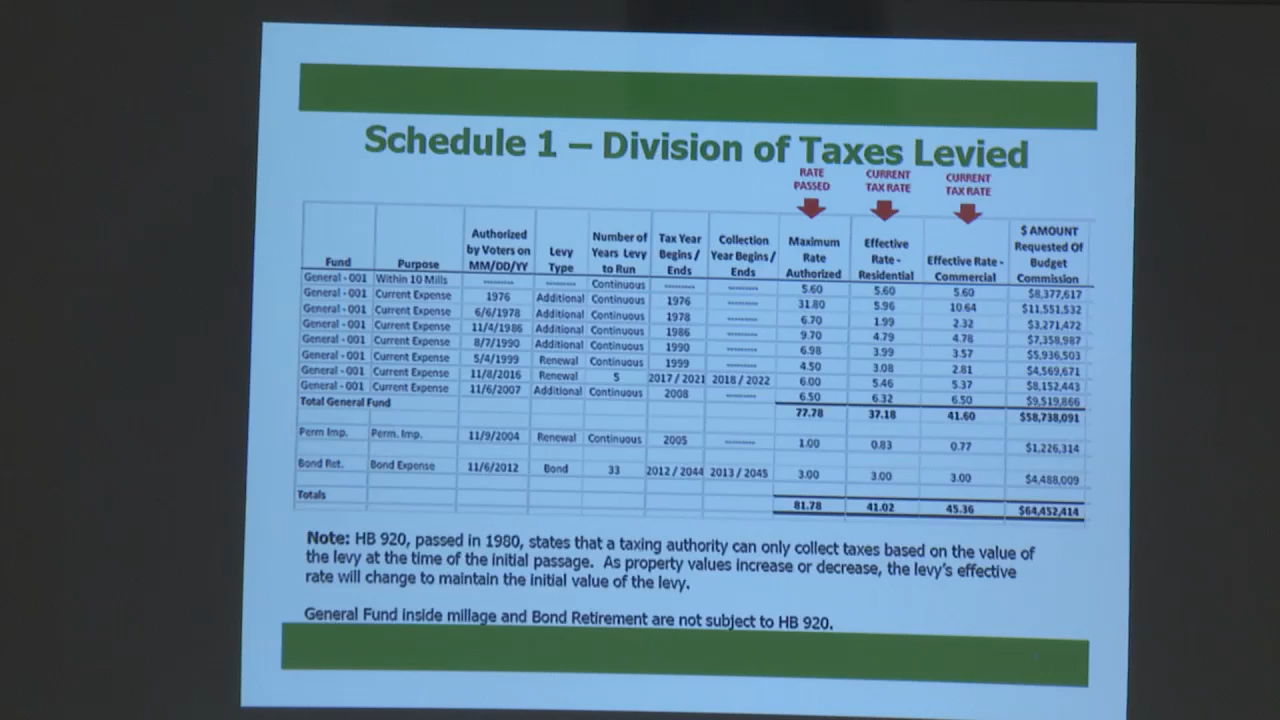 Schedule 1 – Division of Taxes Levied
RATE PASSED CURRENT TAX RATE CURRENT TAX RATE
Fund Purpose Authorized by Voters on MM/DD/YY Levy Type Number of Years Levy to Run Tax Year Begins / Ends Collection Year Begins / Ends Maximum Rate Authorized Effective Rate - Residential Effective Rate - Commercial $ AMOUNT Requested Of Budget Commission
General - 001 Within 10 Mills -------- -------- Continuous -------- -------- 5.60 5.60 5.60 $8,377,617
General - 001 Current Expense 1976 Additional Continuous 1976 -------- 31.80 5.96 10.64 $11,551,532
General - 001 Current Expense 6/6/1978 Additional Continuous 1978 -------- 6.70 1.99 2.32 $3,271,472
General - 001 Current Expense 11/4/1986 Additional Continuous 1986 -------- 9.70 4.79 4.78 $7,358,987
General - 001 Current Expense 8/7/1990 Additional Continuous 1990 -------- 6.98 3.99 3.57 $5,936,503
General - 001 Current Expense 5/4/1999 Renewal Continuous 1999 -------- 4.50 3.08 2.81 $4,569,671
General - 001 Current Expense 11/8/2016 Renewal 5 2017 / 2021 2018 / 2022 6.00 5.46 5.37 $8,152,443
General - 001 Current Expense 11/6/2007 Additional Continuous 2008 -------- 6.50 6.32 6.50 $9,519,866
Total General Fund 77.78 37.18 41.60 $58,738,091
Perm Imp. Perm. Imp. 11/9/2004 Renewal Continuous 2005 -------- 1.00 0.83 0.77 $1,226,314
Bond Ret. Bond Expense 11/6/2012 Bond 33 2012 / 2044 2013 / 2045 3.00 3.00 3.00 $4,488,009
Totals 81.78 41.02 45.36 $64,452,414
Note: HB 920, passed in 1980, states that a taxing authority can only collect taxes based on the value of
the levy at the time of the initial passage. As property values increase or decrease, the levy's effective
rate will change to maintain the initial value of the levy.
General Fund inside millage and Bond Retirement are not subject to HB 920.